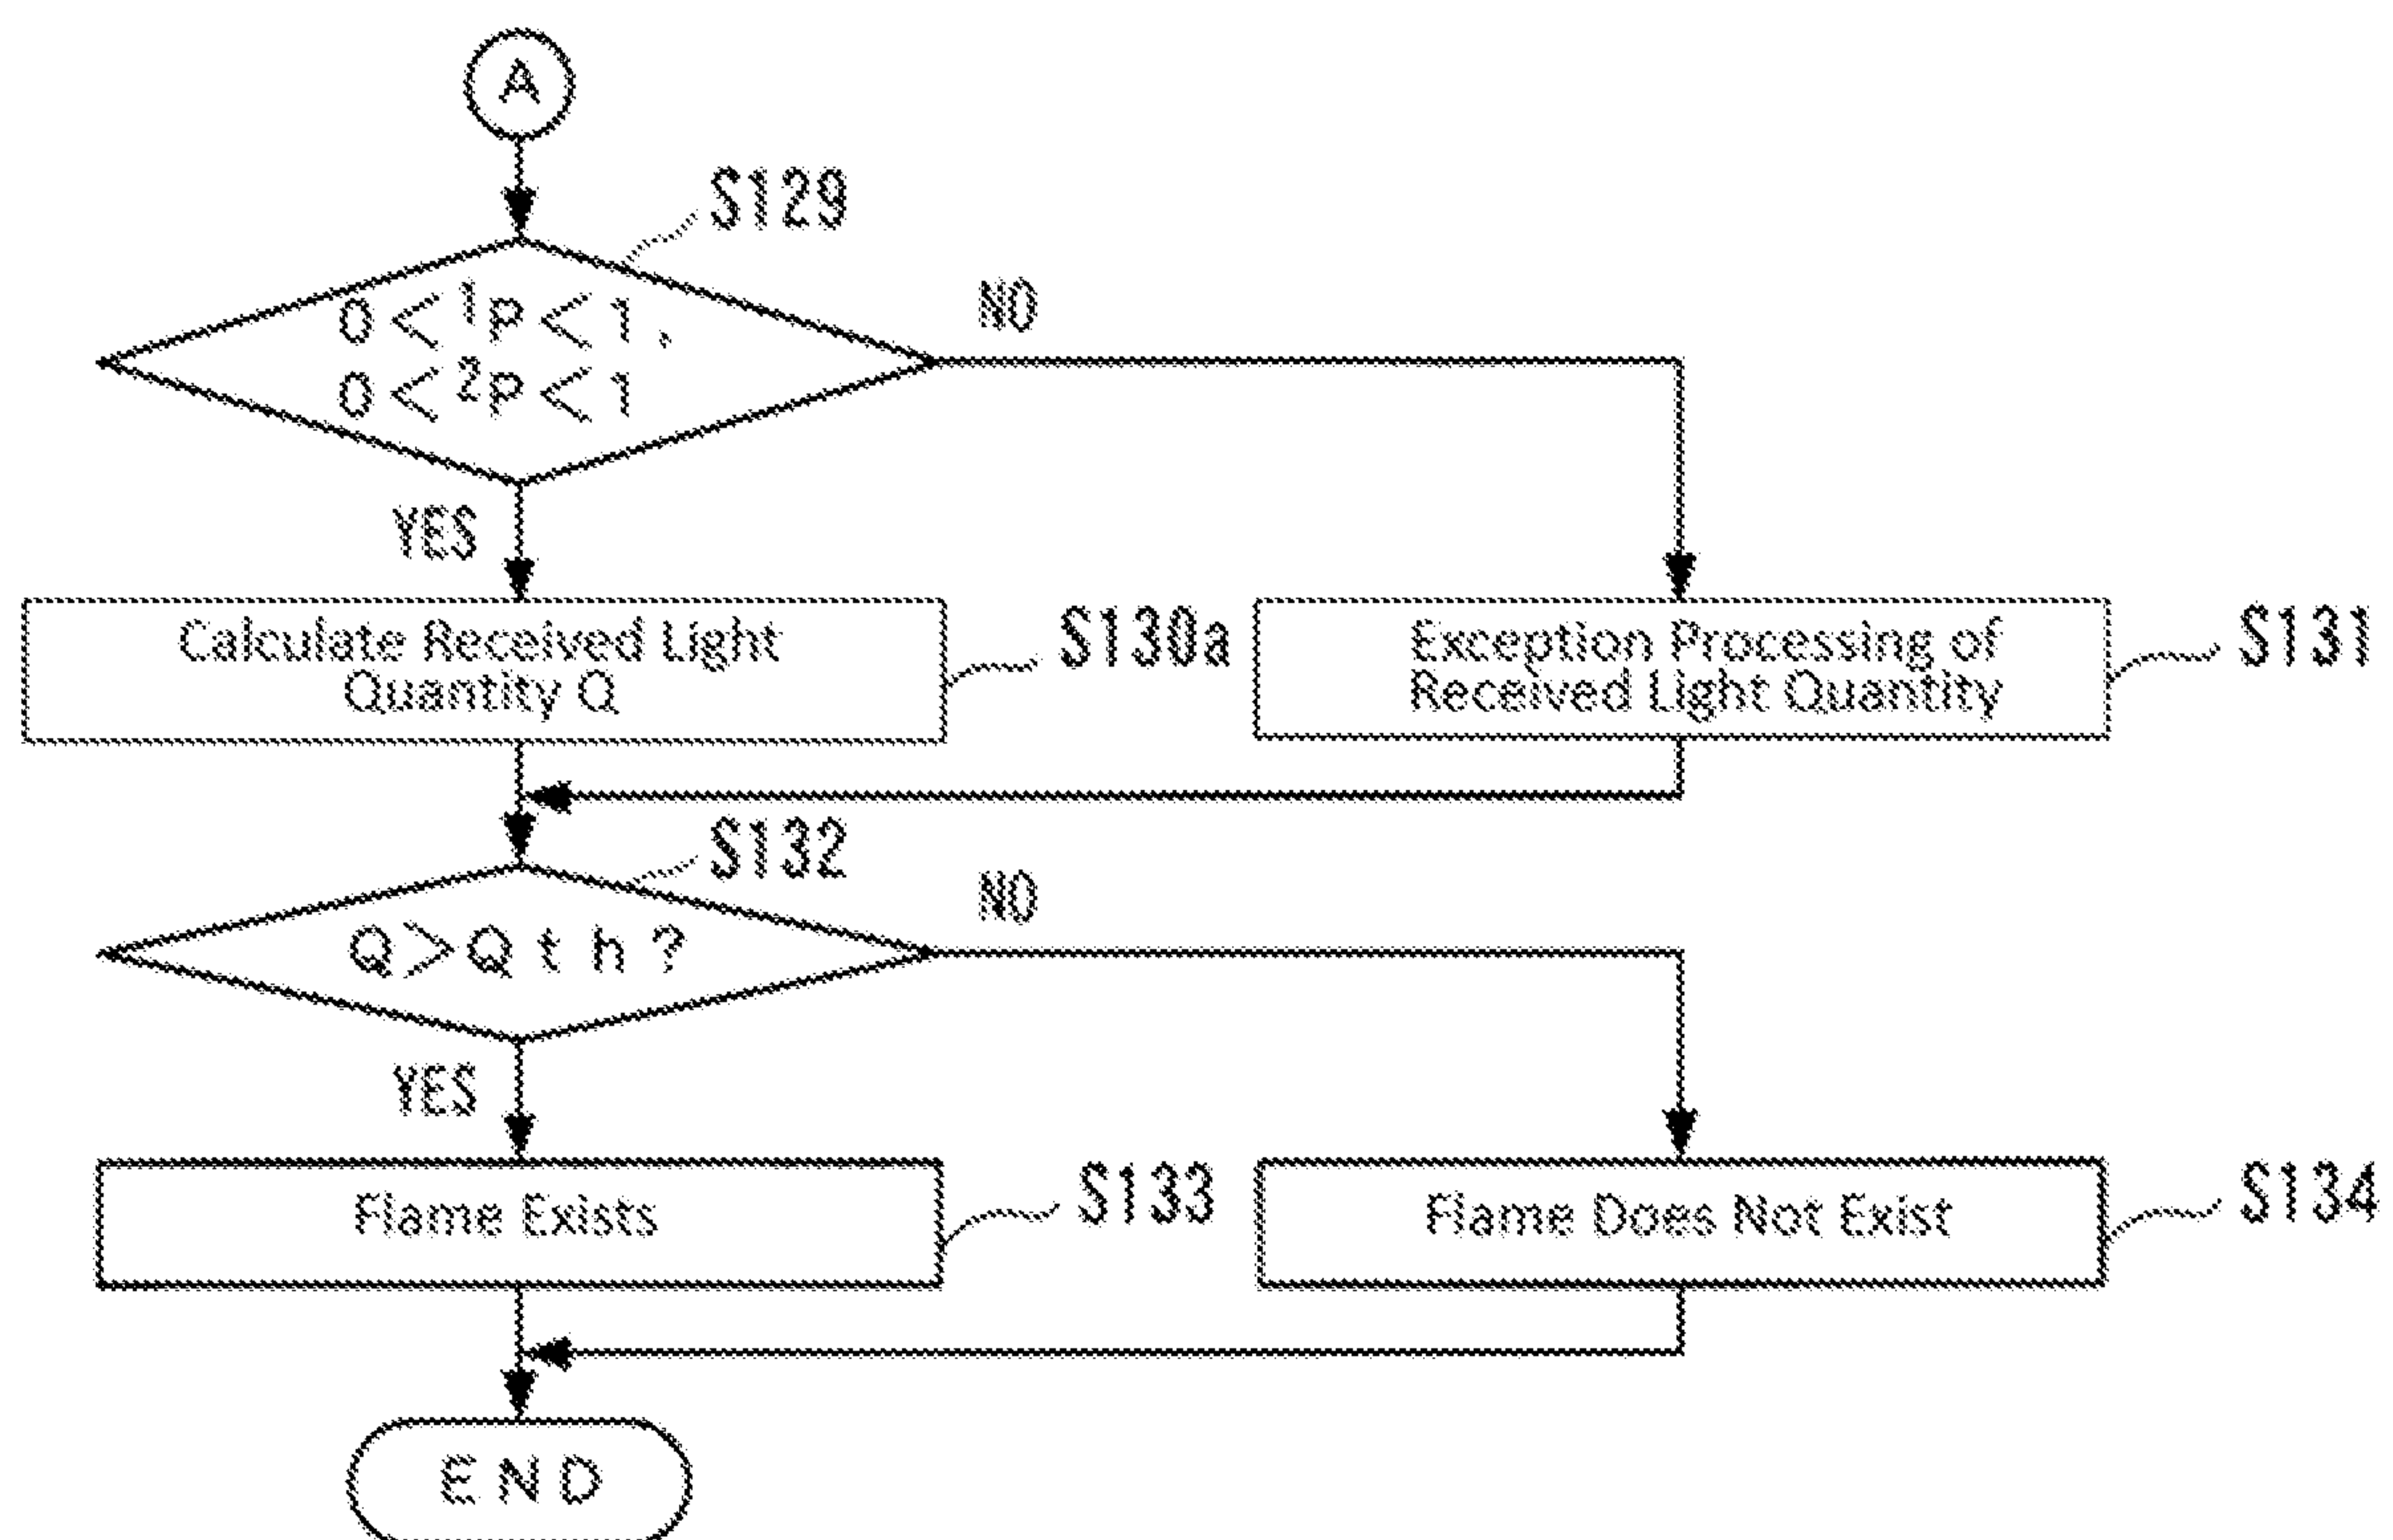 A
S129
0<¹P<1,
0<²P<1
NO
YES
Calculate Received Light
Quantity Q
S130a
Exception Processing of
Received Light Quantity
S131
S132
Q>Qth?
NO
YES
Flame Exists
S133
Flame Does Not Exist
S134
END